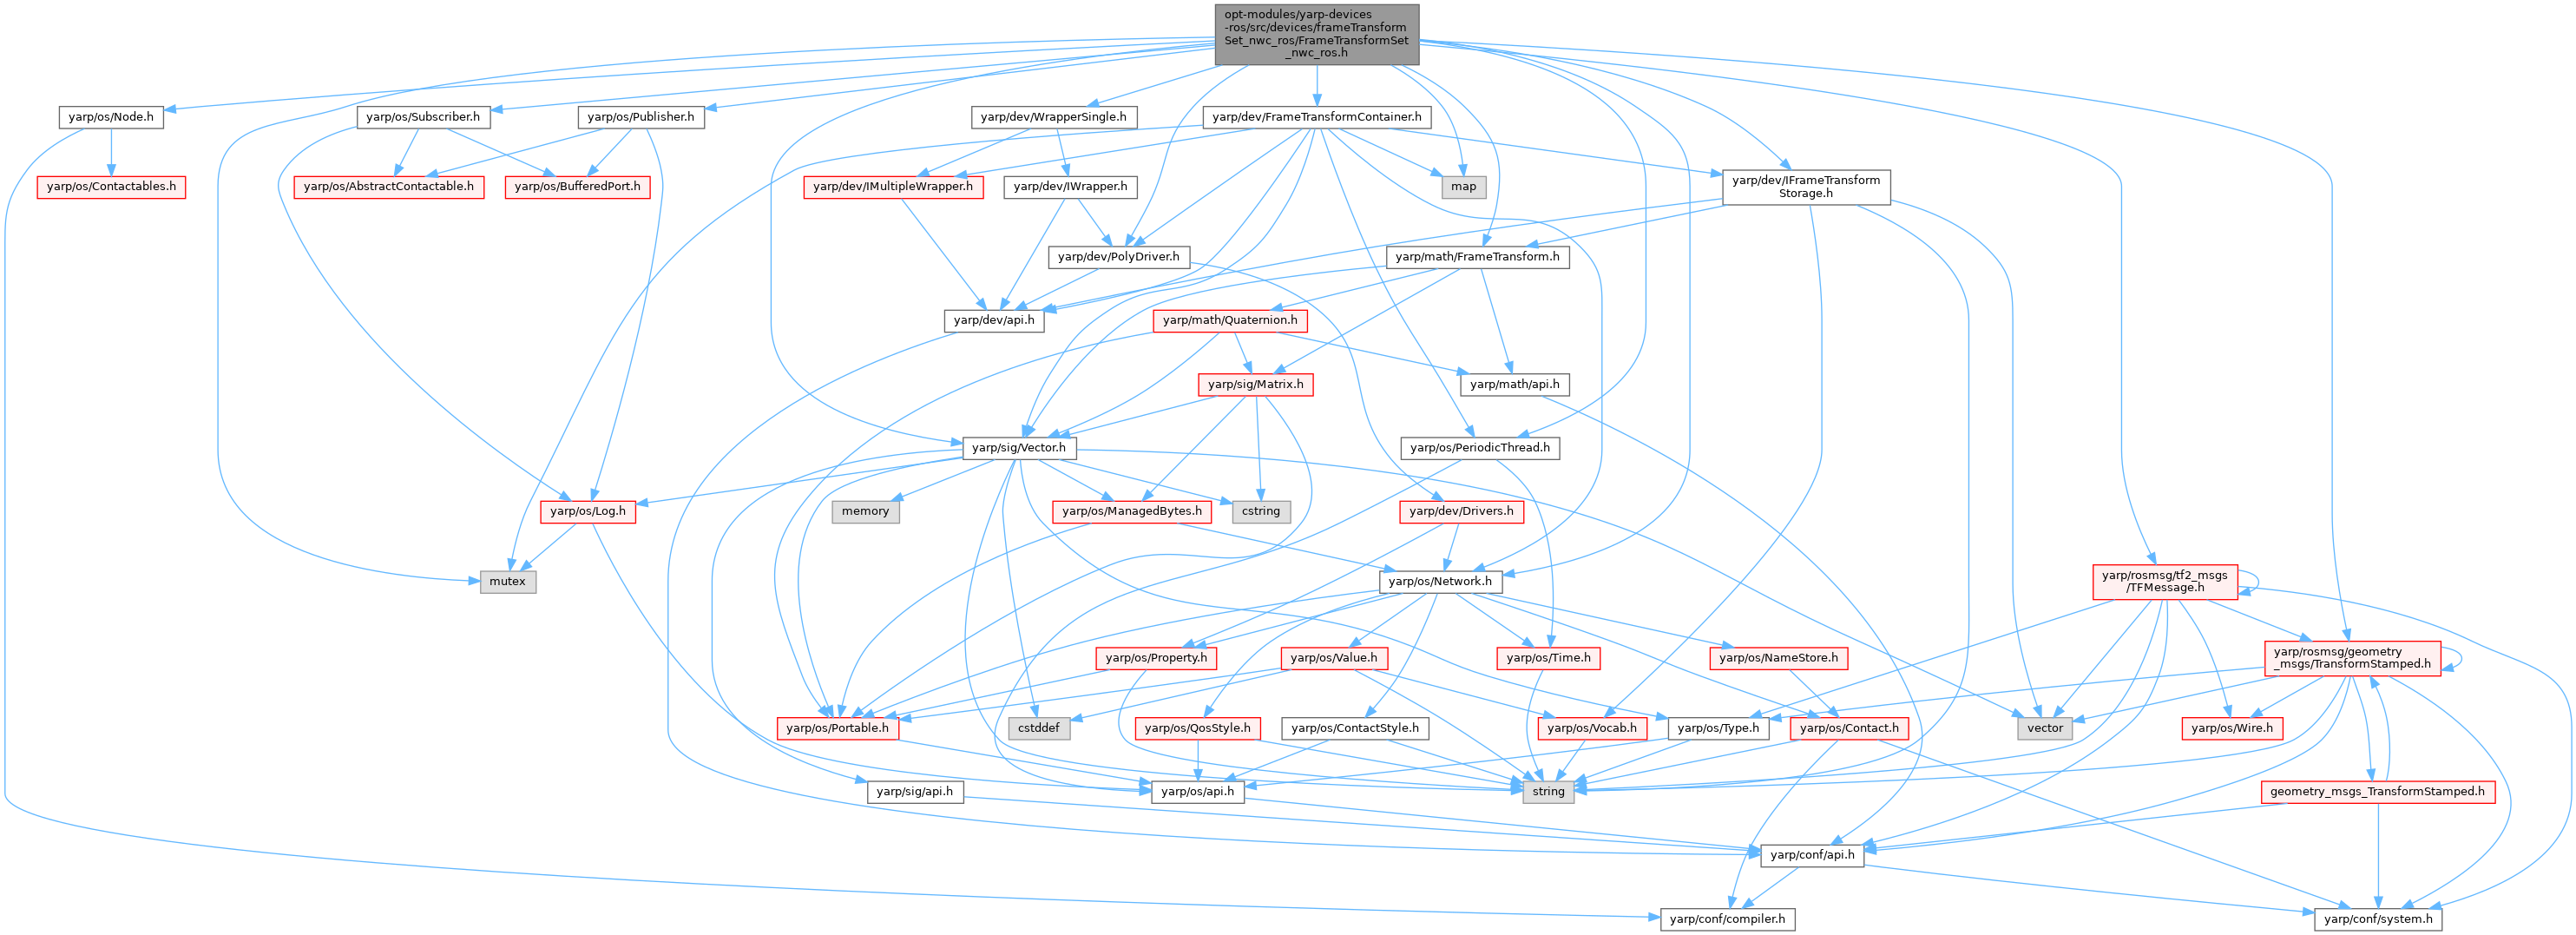 opt-modules/yarp-devices
-ros/src/devices/frameTransform
Set_nwc_ros/FrameTransformSet
_nwc_ros.h
yarp/os/Node.h
yarp/os/Subscriber.h
yarp/os/Publisher.h
yarp/dev/WrapperSingle.h
yarp/dev/FrameTransformContainer.h
yarp/os/Contactables.h
yarp/os/AbstractContactable.h
yarp/os/BufferedPort.h
yarp/dev/IMultipleWrapper.h
yarp/dev/IWrapper.h
map
yarp/dev/IFrameTransform
Storage.h
yarp/dev/PolyDriver.h
yarp/math/FrameTransform.h
yarp/dev/api.h
yarp/math/Quaternion.h
yarp/sig/Matrix.h
yarp/math/api.h
yarp/sig/Vector.h
yarp/os/PeriodicThread.h
yarp/os/Log.h
memory
yarp/os/ManagedBytes.h
cstring
yarp/dev/Drivers.h
mutex
yarp/os/Network.h
yarp/rosmsg/tf2_msgs
/TFMessage.h
yarp/os/Property.h
yarp/os/Value.h
yarp/os/Time.h
yarp/os/NameStore.h
yarp/rosmsg/geometry
_msgs/TransformStamped.h
yarp/os/Portable.h
cstddef
yarp/os/QosStyle.h
yarp/os/ContactStyle.h
yarp/os/Vocab.h
yarp/os/Type.h
yarp/os/Contact.h
vector
yarp/os/Wire.h
yarp/sig/api.h
yarp/os/api.h
string
geometry_msgs_TransformStamped.h
yarp/conf/api.h
yarp/conf/compiler.h
yarp/conf/system.h